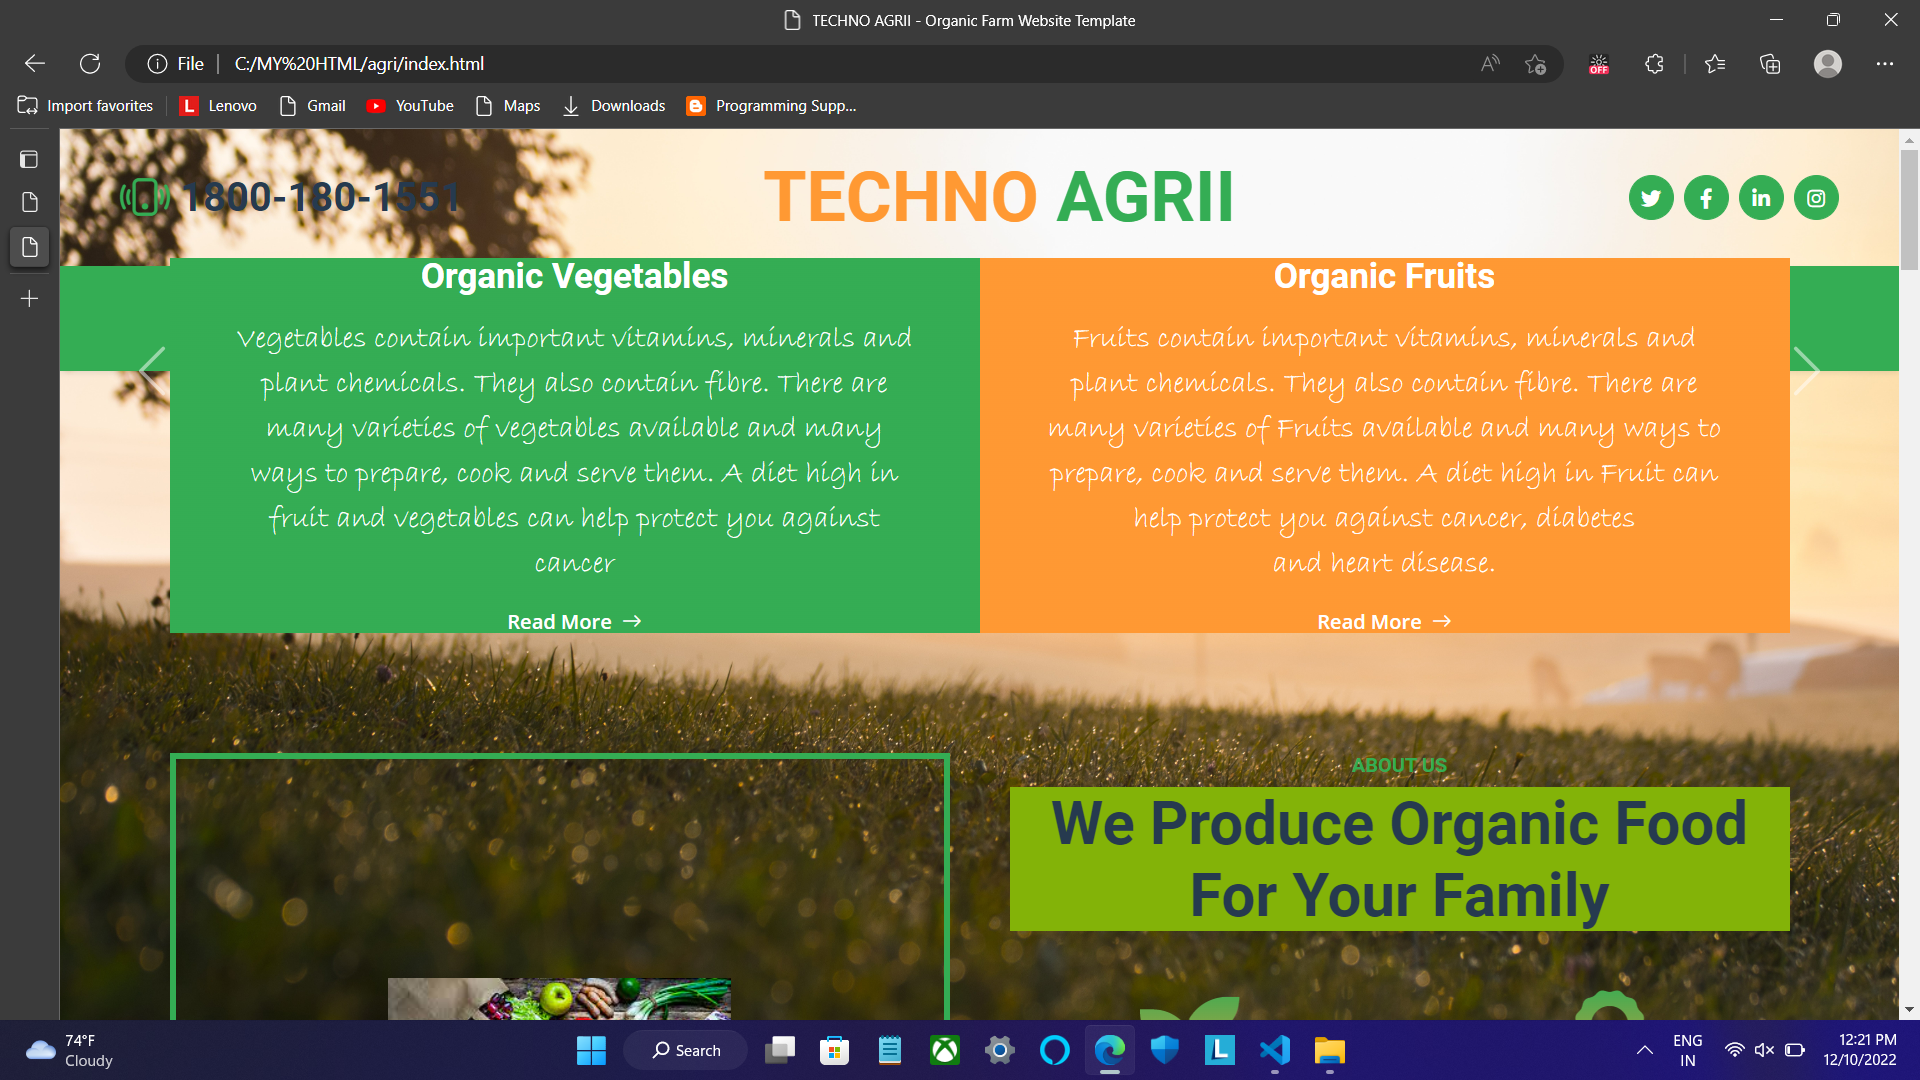 TECHNO AGRII - Organic Farm Website Template
File
C:/MY%20HTML/agri/index.html
OFF
Import favorites
L Lenovo
Gmail
YouTube
Maps
Downloads
Programming Supp...
1800-180-1551
TECHNO AGRII
Organic Vegetables
Vegetables contain important vitamins, minerals and
plant chemicals. They also contain fibre. There are
many varieties of vegetables available and many
ways to prepare, cook and serve them. A diet high in
fruit and vegetables can help protect you against
cancer
Read More →
Organic Fruits
Fruits contain important vitamins, minerals and
plant chemicals. They also contain fibre. There are
many varieties of Fruits available and many ways to
prepare, cook and serve them. A diet high in Fruit can
help protect you against cancer, diabetes
and heart disease.
Read More →
ABOUT US
We Produce Organic Food
For Your Family
74°F
Cloudy
Search
L
ENG
IN
12:21 PM
12/10/2022